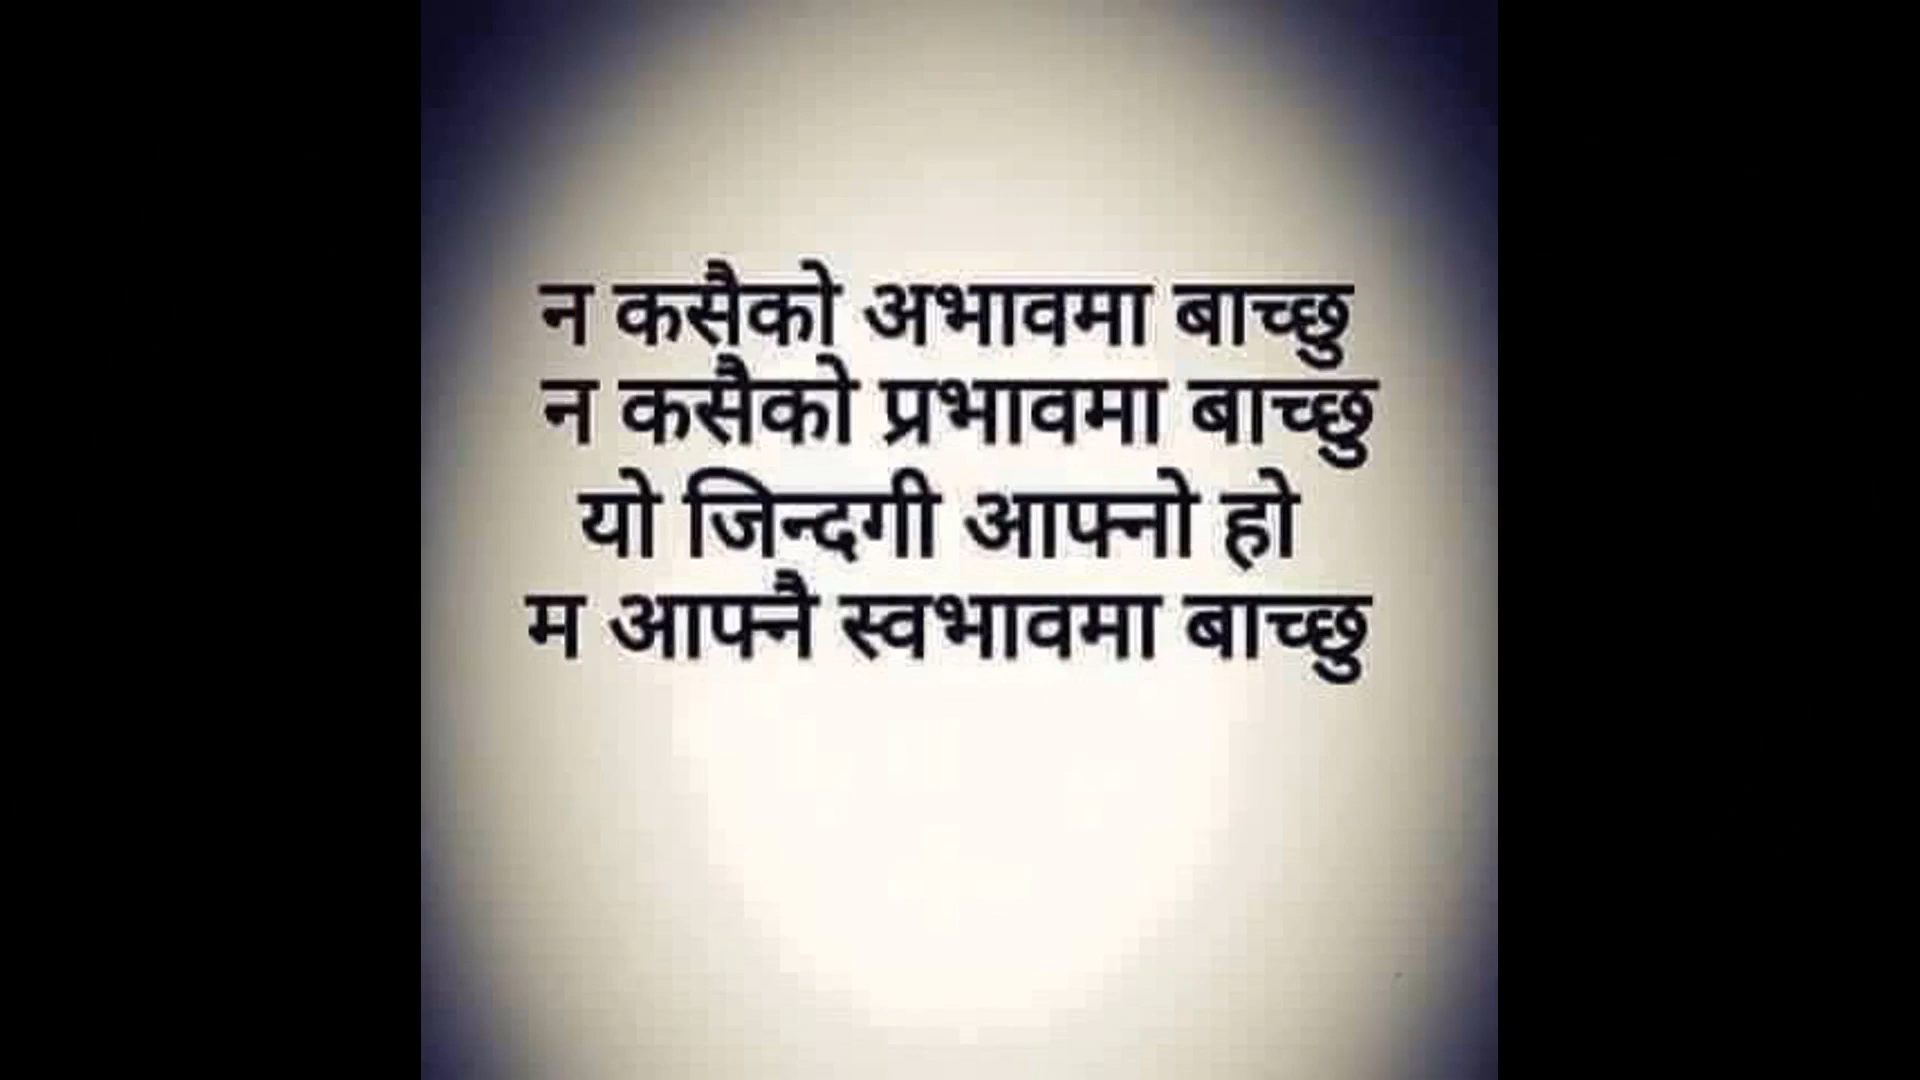 न कसैको अभावमा बाच्छु
न कसैको प्रभावमा बाच्छु
यो जिन्दगी आफ्नो हो
म आफ्नै स्वभावमा बाच्छु